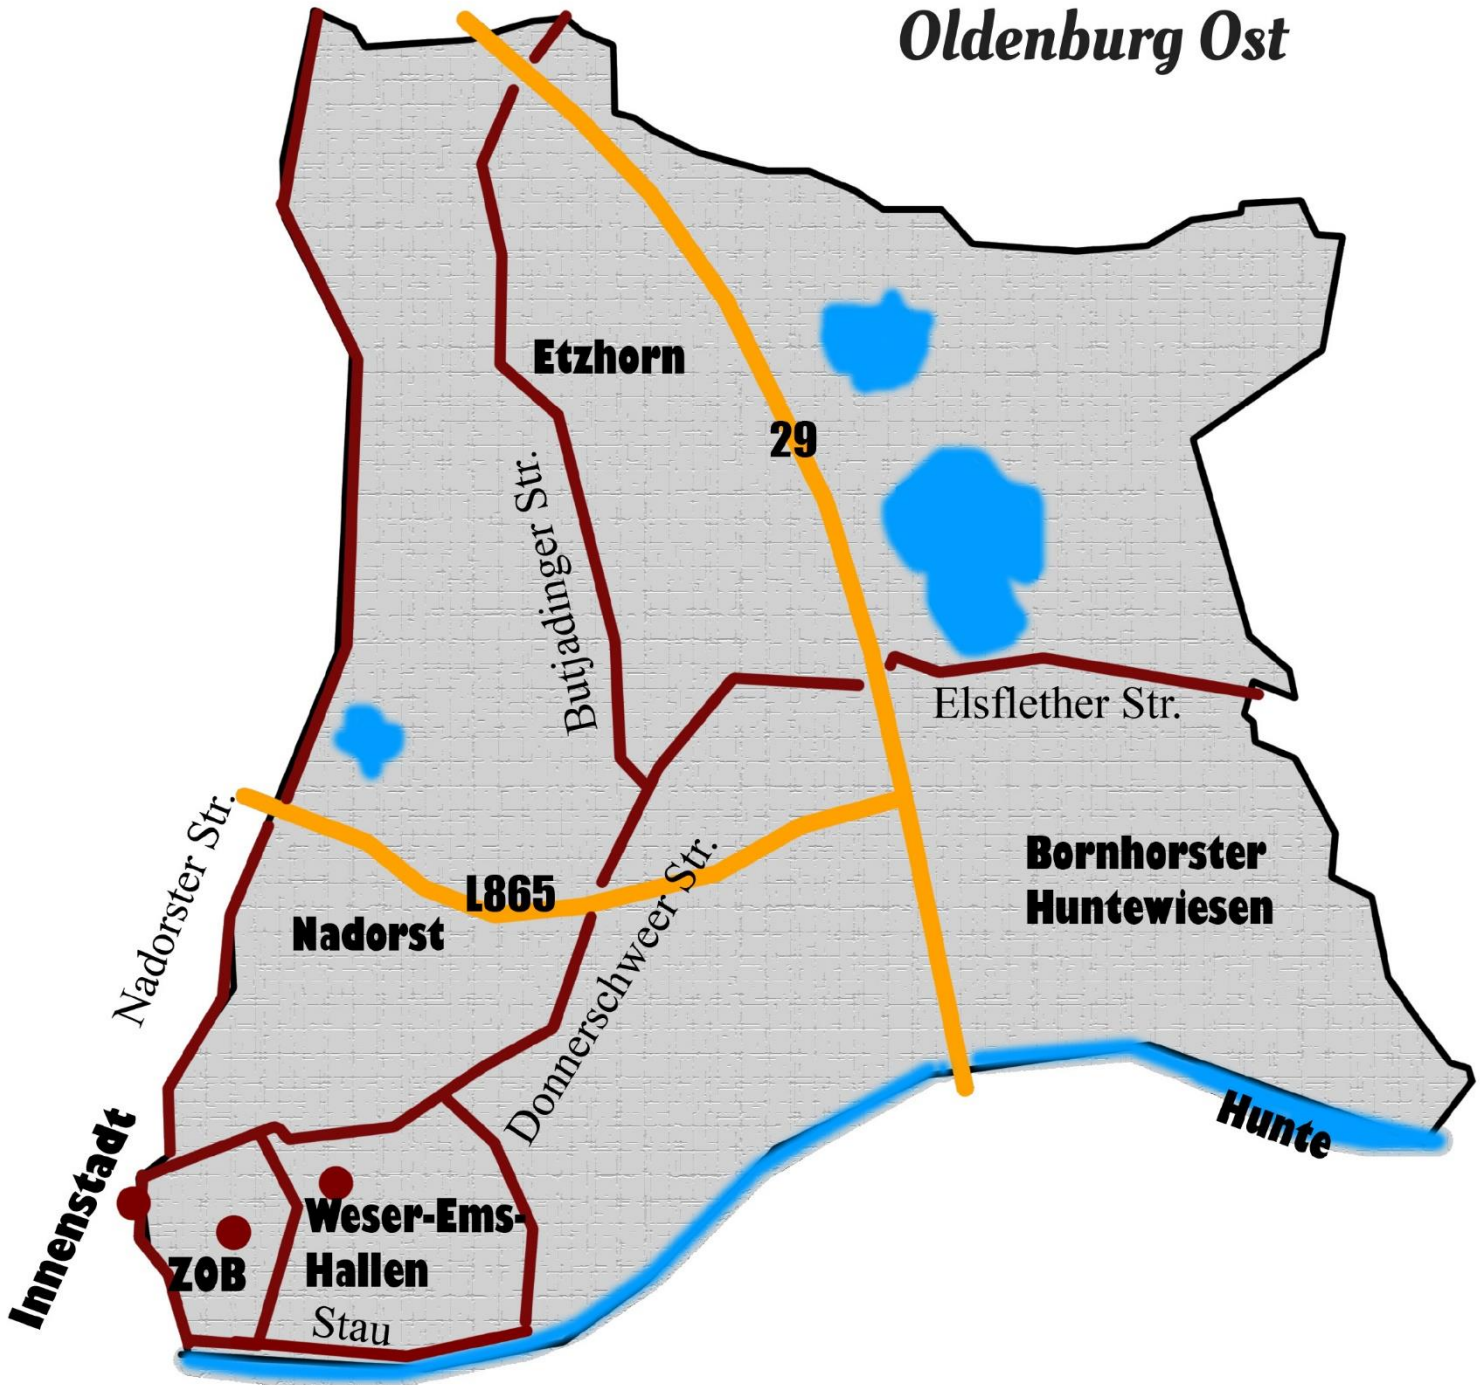 Oldenburg Ost
Etzhorn
29
Butjadinger Str.
Elsflether Str.
Nadorster Str.
L865
Donnerschweer Str.
Bornhorster
Huntewiesen
Nadorst
Hunte
Innenstadt
Weser-Ems-
Hallen
ZOB
Stau